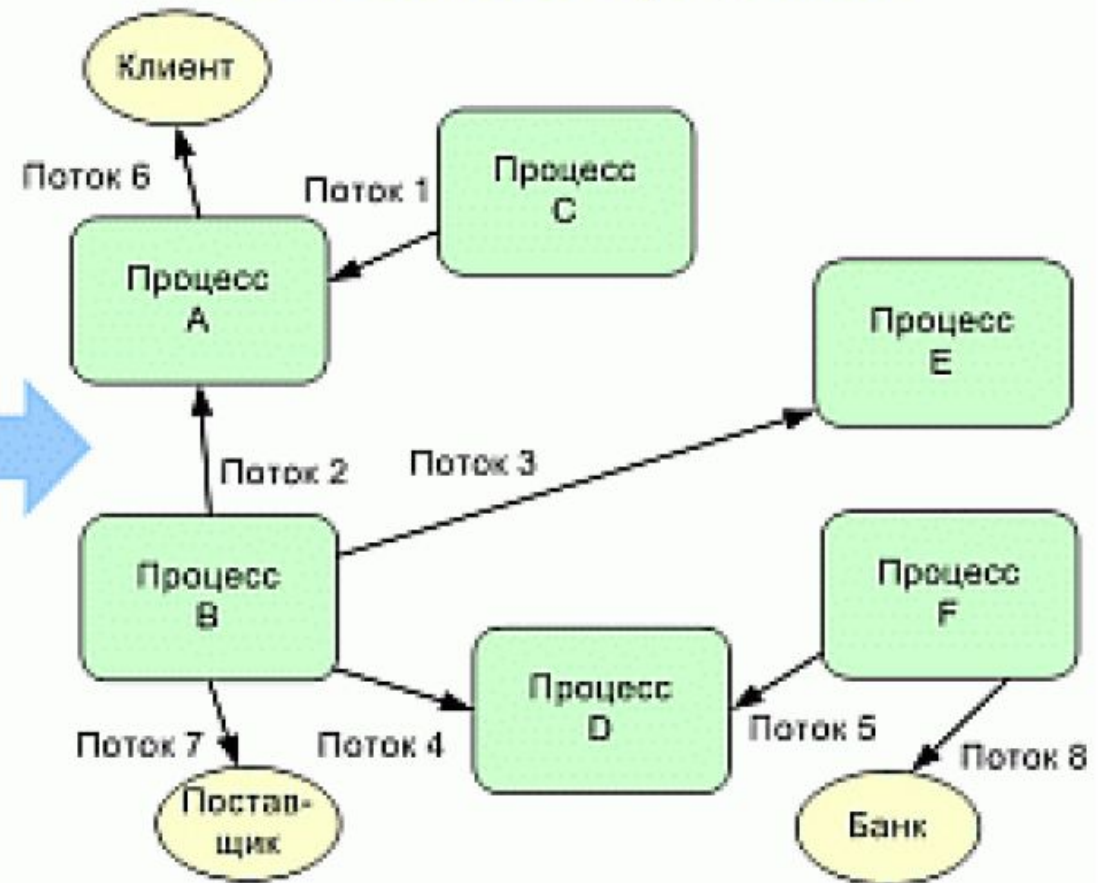 Клиент
Поток 6
Поток 1
Процесс
C
Процесс
A
Процесс
E
Поток 2
Поток 3
Процесс
B
Процесс
F
Процесс
D
Поток 7
Поток 4
Поток 5
Поток 8
Постав-
щик
Банк